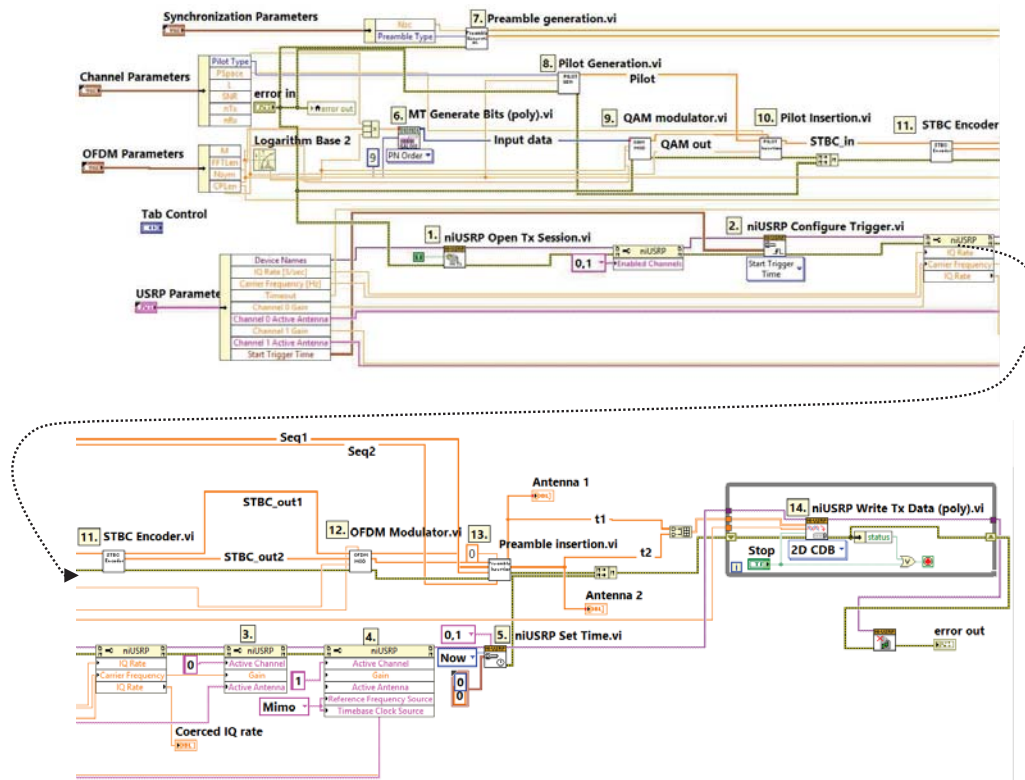 Synchronization Parameters
Nsc
Preamble Type
7. Preamble generation.vi
Channel Parameters
Pilot Type
PSpace
L
SNR
nTx
nRx
error in
error out
8. Pilot Generation.vi
Pilot
6. MT Generate Bits (poly).vi
PN Order
9
Input data
9. QAM modulator.vi
QAM out
10. Pilot Insertion.vi
STBC_in
11. STBC Encoder
OFDM Parameters
M
FFTLen
Nsym
CPLen
Logarithm Base 2
Tab Control
1. niUSRP Open Tx Session.vi
niUSRP
0,1
Enabled Channels
2. niUSRP Configure Trigger.vi
Start Trigger
Time
niUSRP
IQ Rate
Carrier Frequency
IQ Rate
USRP Paramete
Device Names
IQ Rate [S/sec]
Carrier Frequency [Hz]
Timeout
Channel 0 Gain
Channel 0 Active Antenna
Channel 1 Gain
Channel 1 Active Antenna
Start Trigger Time
Seq1
Seq2
STBC_out1
11. STBC Encoder.vi
STBC_out2
12. OFDM Modulator.vi
13.
0
Preamble insertion.vi
Antenna 1
t1
t2
Antenna 2
14. niUSRP Write Tx Data (poly).vi
2D CDB
status
Stop
i
error out
niUSRP
IQ Rate
Carrier Frequency
IQ Rate
Coerced IQ rate
3.
niUSRP
0
Active Channel
Gain
Active Antenna
4.
niUSRP
1
Active Channel
Gain
Active Antenna
Reference Frequency Source
Timebase Clock Source
Mimo
0,1
5. niUSRP Set Time.vi
Now
0
0